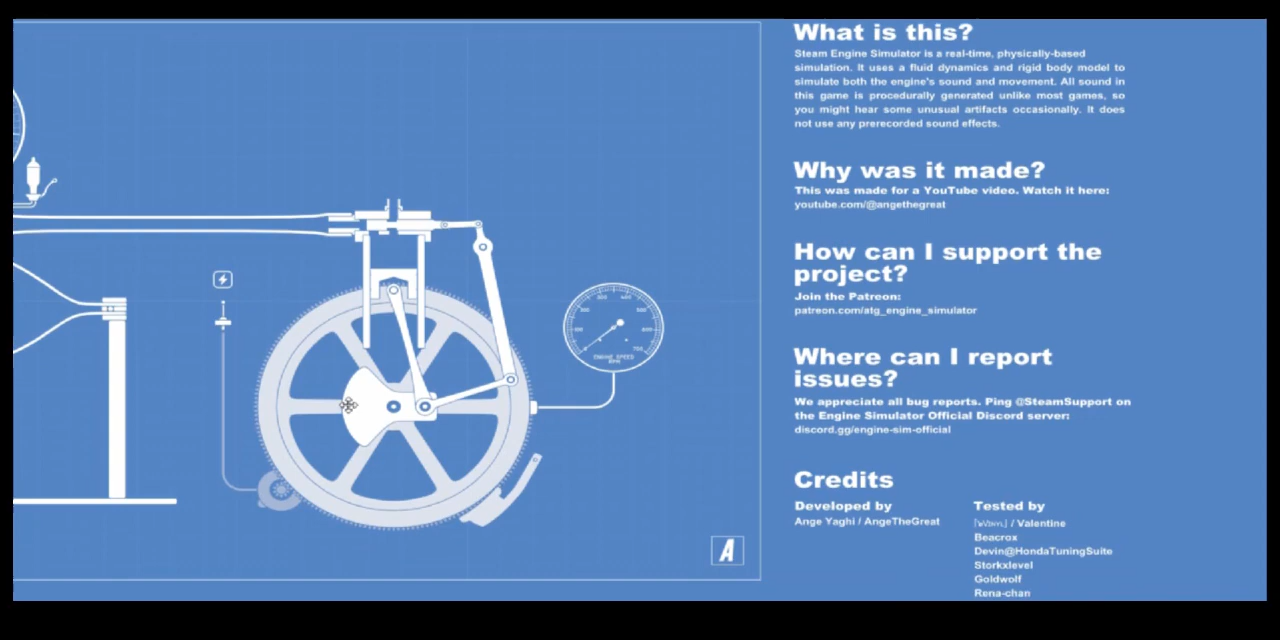 What is this?
Steam Engine Simulator is a real-time, physically-based
simulation. It uses a fluid dynamics and rigid body model to
simulate both the engine's sound and movement. All sound in
this game is procedurally generated unlike most games, so
you might hear some unusual artifacts occasionally. It does
not use any prerecorded sound effects.
Why was it made?
This was made for a YouTube video. Watch it here:
youtube.com/@angethegreat
How can I support the
project?
Join the Patreon:
patreon.com/atg_engine_simulator
Where can I report
issues?
We appreciate all bug reports. Ping @SteamSupport on
the Engine Simulator Official Discord server:
discord.gg/engine-sim-official
Credits
Developed by
Ange Yaghi / AngeTheGreat
Tested by
/ Valentine
Beacrox
Devin@HondaTuningSuite
Storkxlevel
Goldwolf
Rena-chan
ENGINE SPEED
RPM
700
A